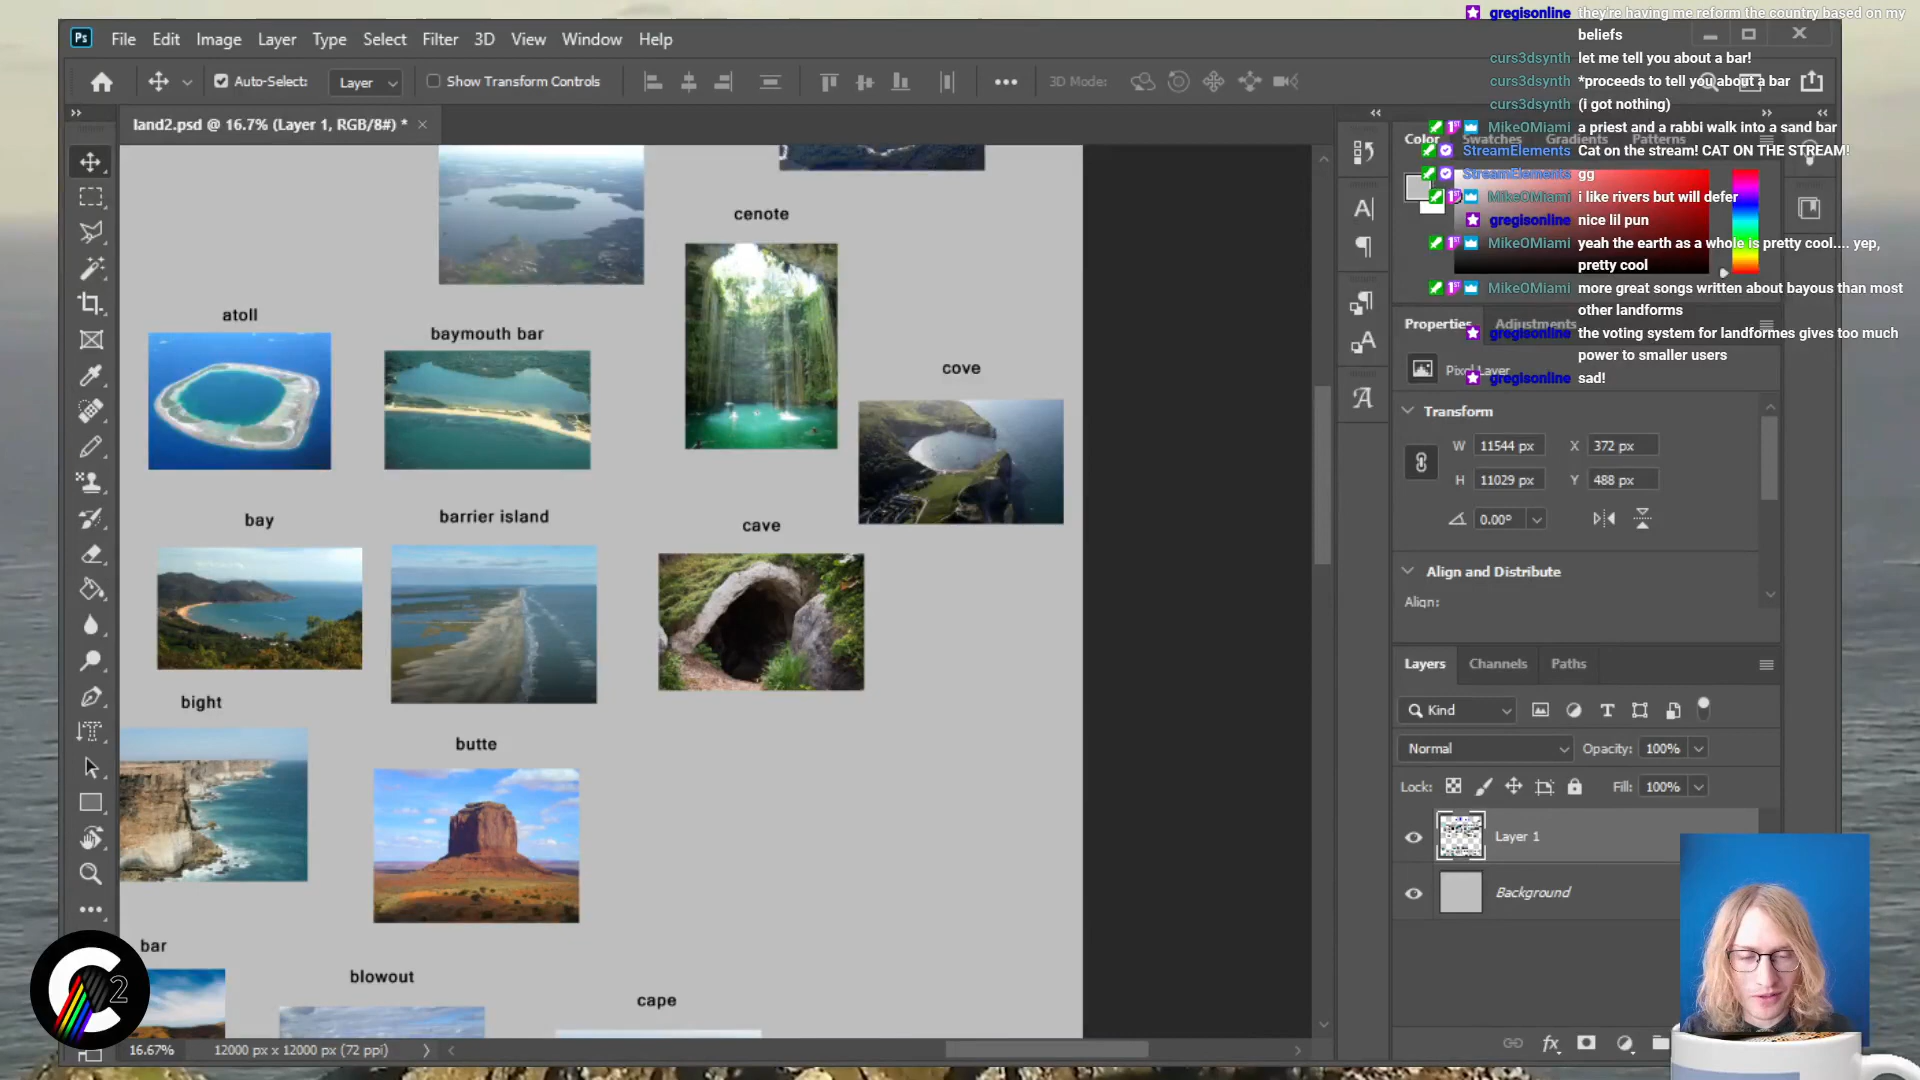 File Edit Image Layer Type Select Filter 3D View Window Help
Auto-Select: Layer Show Transform Controls 3D Mode:
land2.psd @ 16.7% (Layer 1, RGB/8#) *
cenote
atoll
baymouth bar
cove
bay
barrier island
cave
bight
butte
bar
blowout
cape
16.67% 12000 px x 12000 px (72 ppi)
gregisonline they're having me reform the country based on my
beliefs
curs3dsynth let me tell you about a bar!
curs3dsynth *proceeds to tell you about a bar
curs3dsynth (i got nothing)
MikeOMiami a priest and a rabbi walk into a sand bar
StreamElements Cat on the stream! CAT ON THE STREAM!
StreamElements gg
MikeOMiami i like rivers but will defer
gregisonline nice lil pun
MikeOMiami yeah the earth as a whole is pretty cool.... yep,
pretty cool
MikeOMiami more great songs written about bayous than most
other landforms
gregisonline the voting system for landformes gives too much
power to smaller users
gregisonline sad!
Color Swatches Gradients Patterns
Properties Adjustments
Pixel Layer
Transform
W 11544 px X 372 px
H 11029 px Y 488 px
0.00°
Align and Distribute
Align:
Layers Channels Paths
Kind
Normal Opacity: 100%
Lock: Fill: 100%
Layer 1
Background
fx
C2
Ps